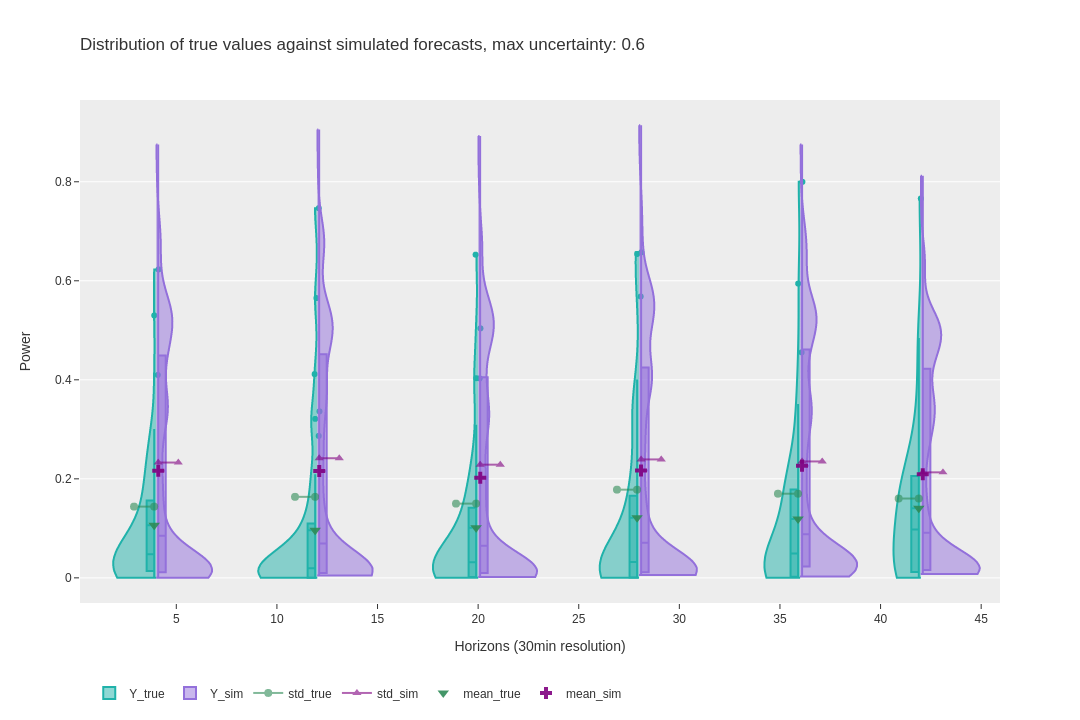 Distribution of true values against simulated forecasts, max uncertainty: 0.6
0.8
0.6
0.4
0.2
0
Power
5 10 15 20 25 30 35 40 45
Horizons (30min resolution)
Y_true Y_sim std_true std_sim mean_true mean_sim